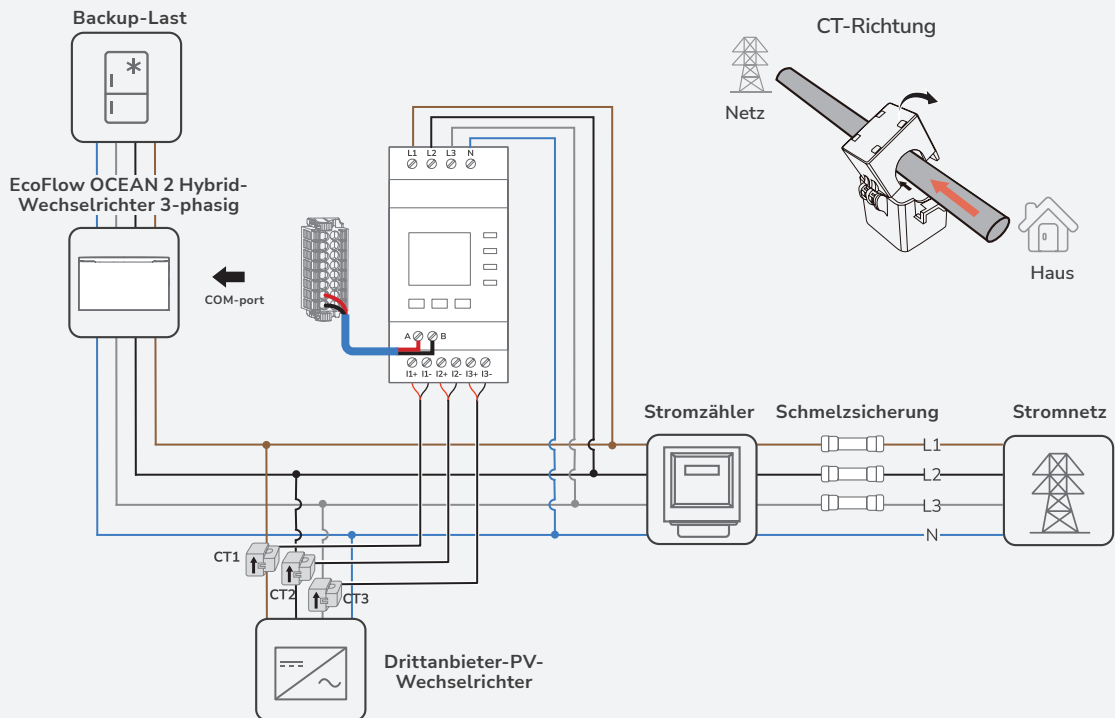 Backup-Last
CT-Richtung
Netz
Haus
EcoFlow OCEAN 2 Hybrid-
Wechselrichter 3-phasig
COM-port
L1 L2 L3 N
A B
I1+ I1- I2+ I2- I3+ I3-
Stromzähler
Schmelzsicherung
Stromnetz
L1
L2
L3
N
CT1
CT2
CT3
Drittanbieter-PV-
Wechselrichter